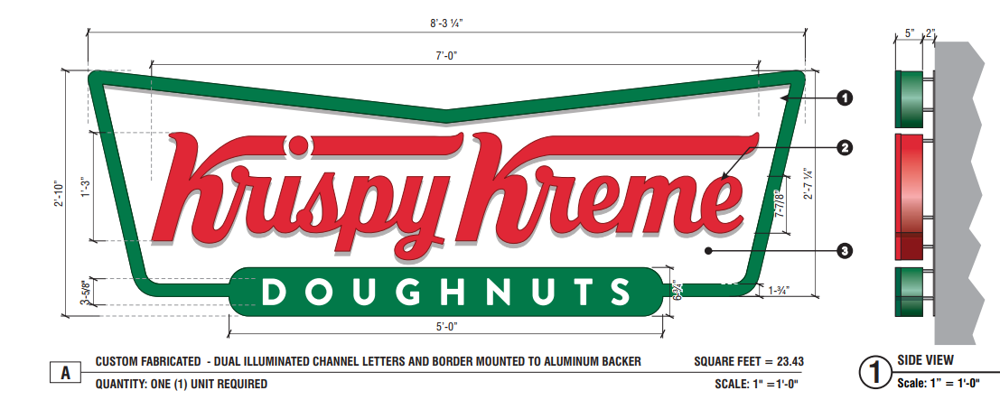 8'-3 ¼"
7'-0"
5" 2"
1
2
3
2'-10"
1'-3"
3-5/8"
krispy kreme
DOUGHNUTS
7-7/8"
2'-7 ¼"
6-¾"
1-¾"
5'-0"
A
CUSTOM FABRICATED - DUAL ILLUMINATED CHANNEL LETTERS AND BORDER MOUNTED TO ALUMINUM BACKER
SQUARE FEET = 23.43
QUANTITY: ONE (1) UNIT REQUIRED
SCALE: 1" =1'-0"
1
SIDE VIEW
Scale: 1" = 1'-0"